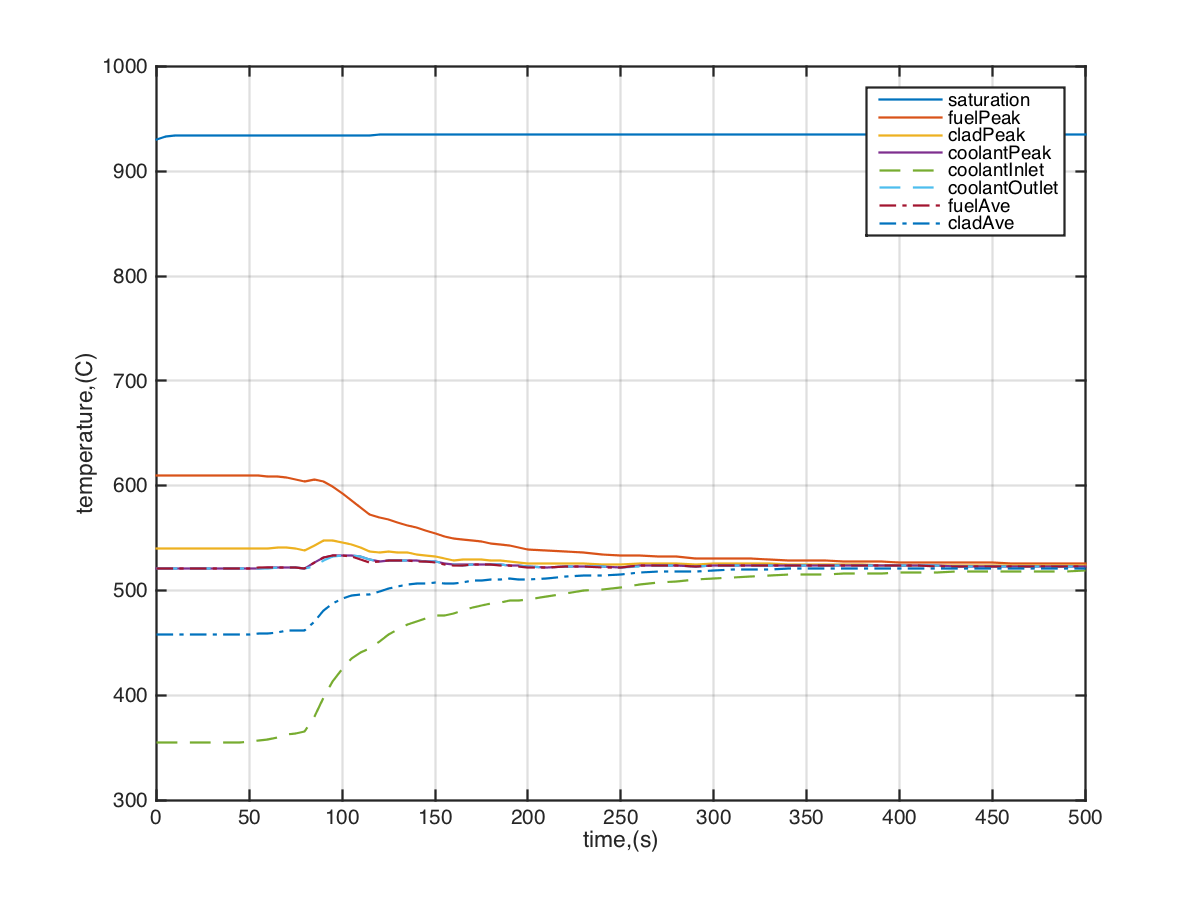 1000
900
800
700
600
500
400
300
temperature,(C)
saturation
fuelPeak
cladPeak
coolantPeak
coolantInlet
coolantOutlet
fuelAve
cladAve
0 50 100 150 200 250 300 350 400 450 500
time,(s)